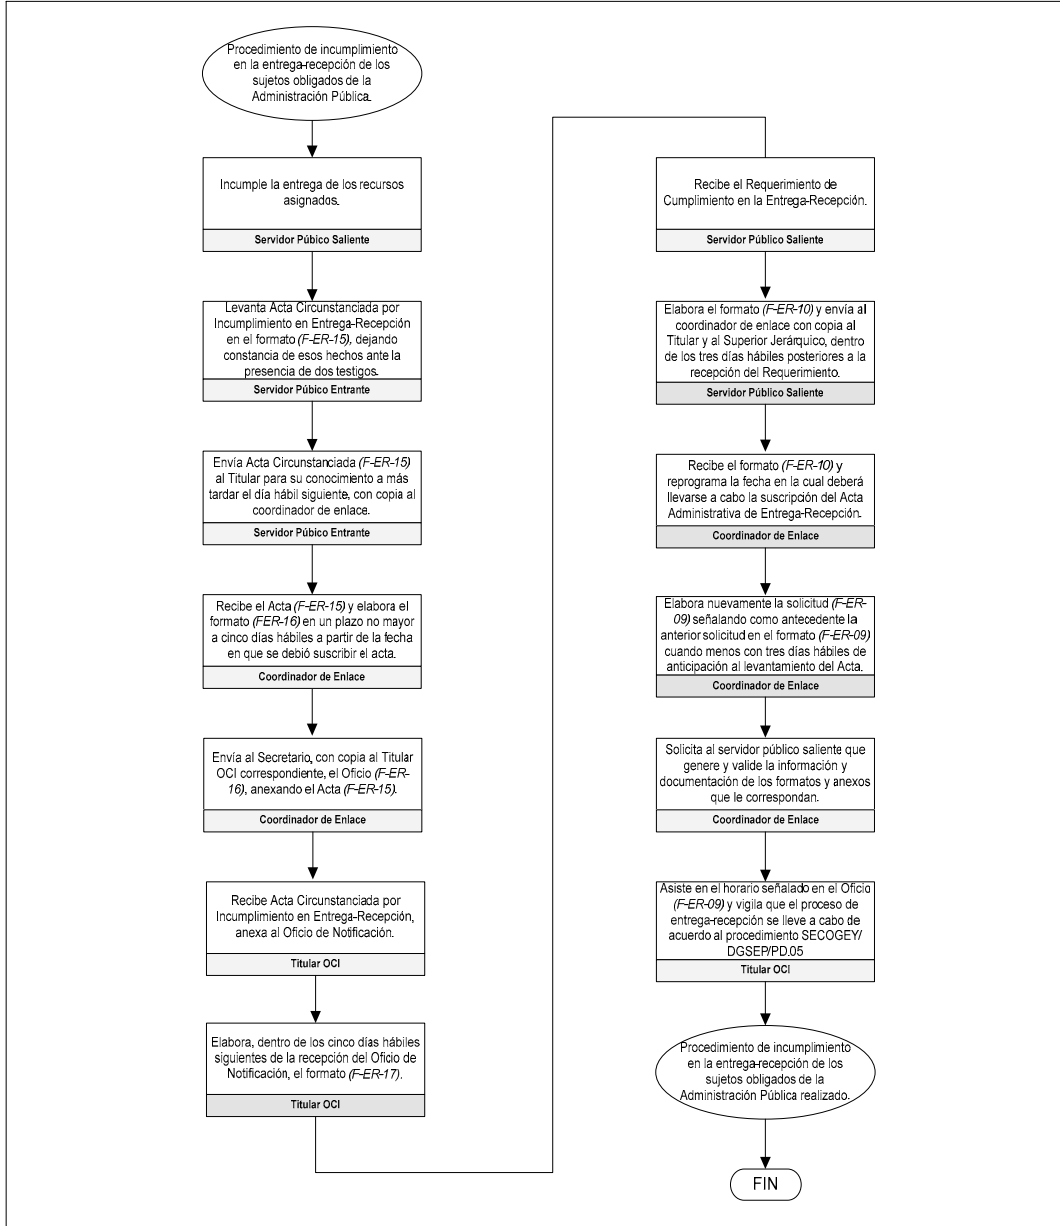 Procedimiento de incumplimiento
en la entrega-recepción de los
sujetos obligados de la
Administración Pública.
Incumple la entrega de los recursos
asignados.
Servidor Púbico Saliente
Levanta Acta Circunstanciada por
Incumplimiento en Entrega-Recepción
en el formato (F-ER-15), dejando
constancia de esos hechos ante la
presencia de dos testigos.
Servidor Púbico Entrante
Envía Acta Circunstanciada (F-ER-15)
al Titular para su conocimiento a más
tardar el día hábil siguiente, con copia al
coordinador de enlace.
Servidor Púbico Entrante
Recibe el Acta (F-ER-15) y elabora el
formato (FER-16) en un plazo no mayor
a cinco días hábiles a partir de la fecha
en que se debió suscribir el acta.
Coordinador de Enlace
Envía al Secretario, con copia al Titular
OCI correspondiente, el Oficio (F-ER-
16), anexando el Acta (F-ER-15).
Coordinador de Enlace
Recibe Acta Circunstanciada por
Incumplimiento en Entrega-Recepción,
anexa al Oficio de Notificación.
Titular OCI
Elabora, dentro de los cinco días hábiles
siguientes de la recepción del Oficio de
Notificación, el formato (F-ER-17).
Titular OCI
Recibe el Requerimiento de
Cumplimiento en la Entrega-Recepción.
Servidor Público Saliente
Elabora el formato (F-ER-10) y envía al
coordinador de enlace con copia al
Titular y al Superior Jerárquico, dentro
de los tres días hábiles posteriores a la
recepción del Requerimiento.
Servidor Público Saliente
Recibe el formato (F-ER-10) y
reprograma la fecha en la cual deberá
llevarse a cabo la suscripción del Acta
Administrativa de Entrega-Recepción.
Coordinador de Enlace
Elabora nuevamente la solicitud (F-ER-
09) señalando como antecedente la
anterior solicitud en el formato (F-ER-09)
cuando menos con tres días hábiles de
anticipación al levantamiento del Acta.
Coordinador de Enlace
Solicita al servidor público saliente que
genere y valide la información y
documentación de los formatos y anexos
que le correspondan.
Coordinador de Enlace
Asiste en el horario señalado en el Oficio
(F-ER-09) y vigila que el proceso de
entrega-recepción se lleve a cabo de
acuerdo al procedimiento SECOGEY/
DGSEP/PD.05
Titular OCI
Procedimiento de incumplimiento
en la entrega-recepción de los
sujetos obligados de la
Administración Pública realizado.
FIN